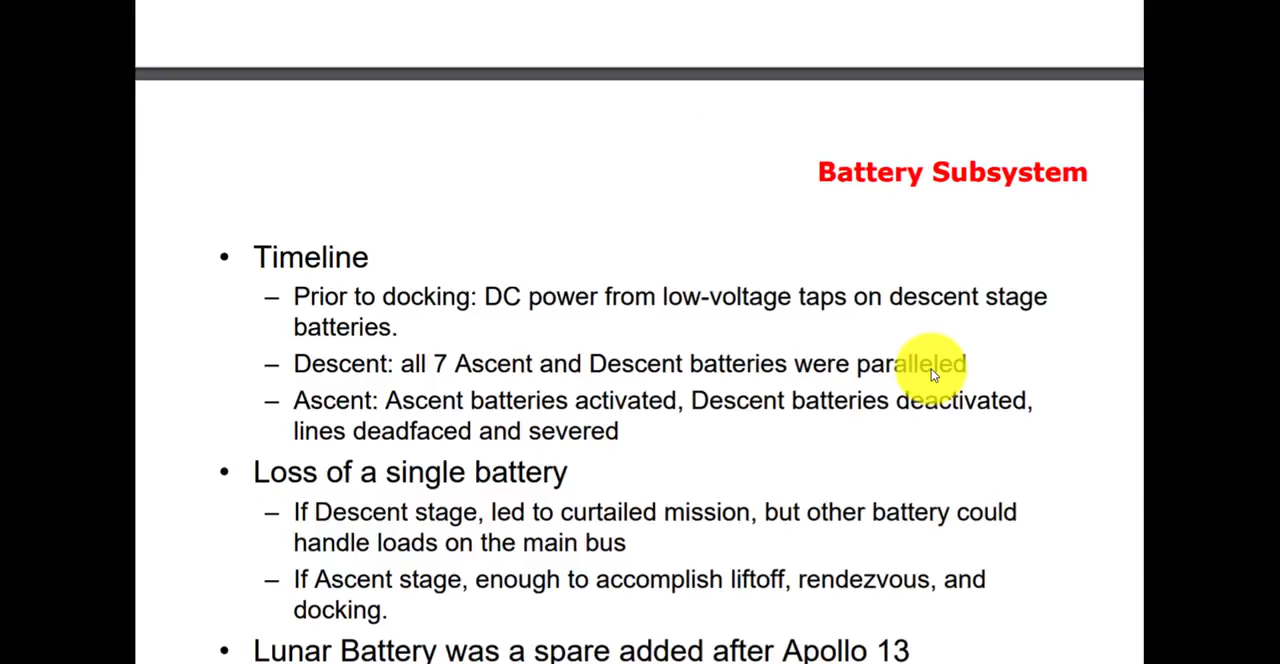 Battery Subsystem
• Timeline
– Prior to docking: DC power from low-voltage taps on descent stage
batteries.
– Descent: all 7 Ascent and Descent batteries were paralleled
– Ascent: Ascent batteries activated, Descent batteries deactivated,
lines deadfaced and severed
• Loss of a single battery
– If Descent stage, led to curtailed mission, but other battery could
handle loads on the main bus
– If Ascent stage, enough to accomplish liftoff, rendezvous, and
docking.
• Lunar Battery was a spare added after Apollo 13